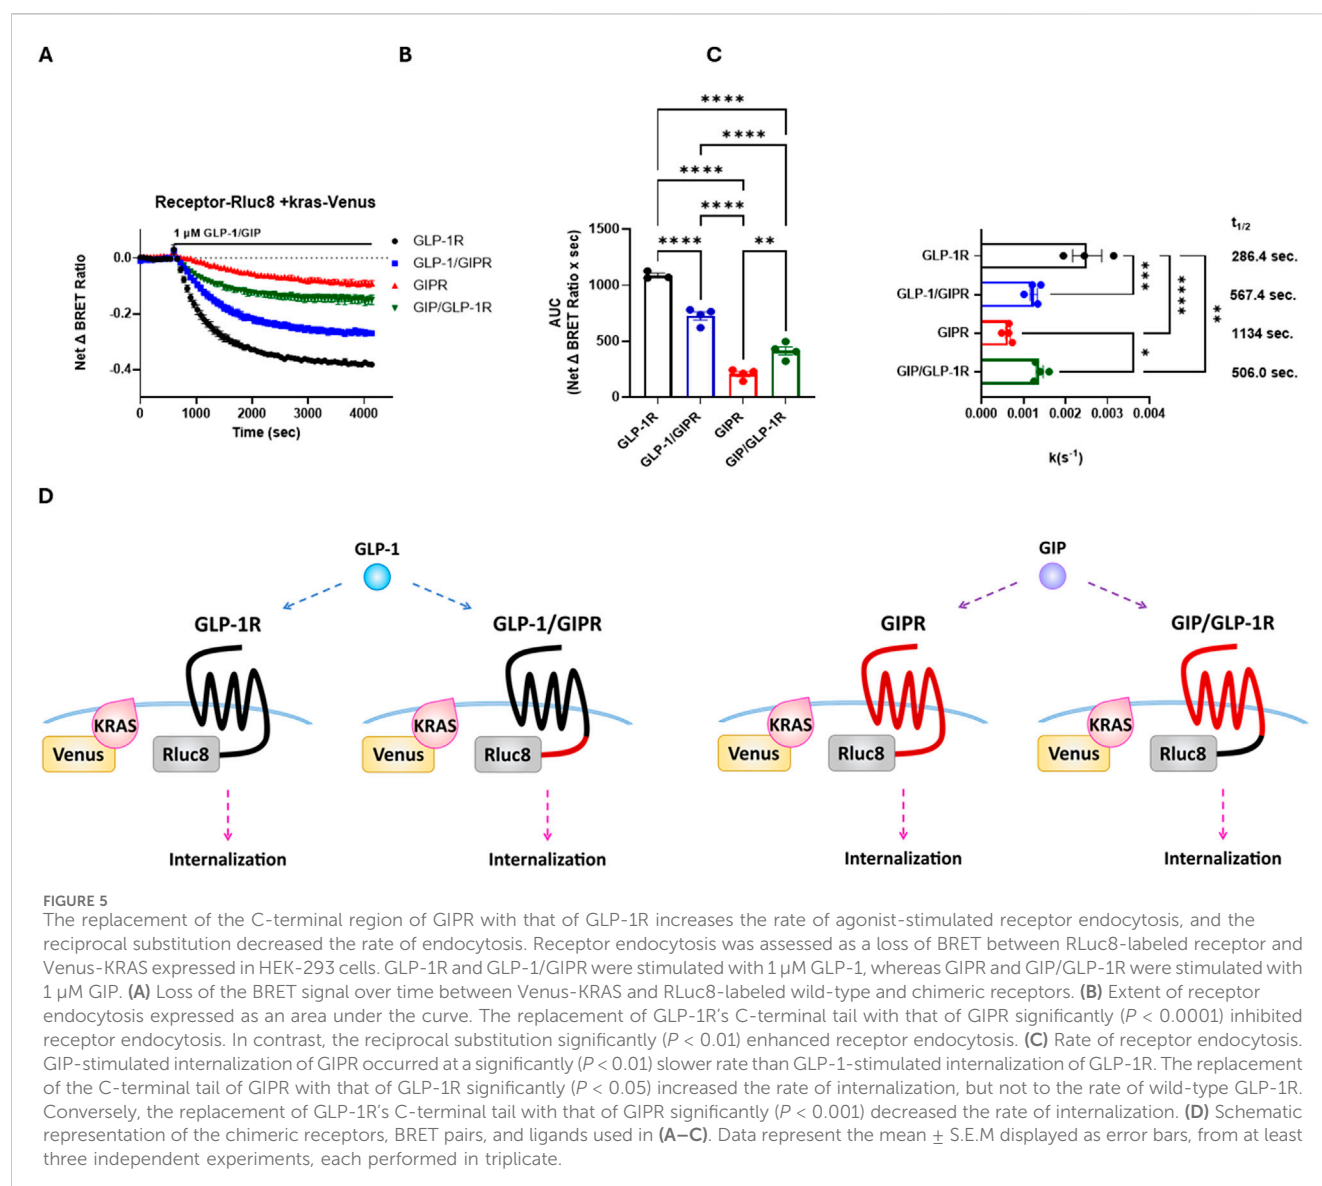 A
B
C
Receptor-Rluc8 +kras-Venus
1 µM GLP-1/GIP
0.0
-0.2
-0.4
Net Δ BRET Ratio
0
1000
2000
3000
4000
Time (sec)
GLP-1R
GLP-1/GIPR
GIPR
GIP/GLP-1R
****
****
****
****
****
**
1500
1000
500
0
AUC
(Net Δ BRET Ratio x sec)
GLP-1R
GLP-1/GIPR
GIPR
GIP/GLP-1R
t1/2
GLP-1R
286.4 sec.
GLP-1/GIPR
567.4 sec.
GIPR
1134 sec.
GIP/GLP-1R
506.0 sec.
***
****
**
*
0.000
0.001
0.002
0.003
0.004
k(s-1)
D
GLP-1
GIP
GLP-1R
GLP-1/GIPR
GIPR
GIP/GLP-1R
KRAS
Venus
Rluc8
KRAS
Venus
Rluc8
KRAS
Venus
Rluc8
KRAS
Venus
Rluc8
Internalization
Internalization
Internalization
Internalization
FIGURE 5
The replacement of the C-terminal region of GIPR with that of GLP-1R increases the rate of agonist-stimulated receptor endocytosis, and the
reciprocal substitution decreased the rate of endocytosis. Receptor endocytosis was assessed as a loss of BRET between RLuc8-labeled receptor and
Venus-KRAS expressed in HEK-293 cells. GLP-1R and GLP-1/GIPR were stimulated with 1 µM GLP-1, whereas GIPR and GIP/GLP-1R were stimulated with
1 µM GIP. (A) Loss of the BRET signal over time between Venus-KRAS and RLuc8-labeled wild-type and chimeric receptors. (B) Extent of receptor
endocytosis expressed as an area under the curve. The replacement of GLP-1R's C-terminal tail with that of GIPR significantly (P < 0.0001) inhibited
receptor endocytosis. In contrast, the reciprocal substitution significantly (P < 0.01) enhanced receptor endocytosis. (C) Rate of receptor endocytosis.
GIP-stimulated internalization of GIPR occurred at a significantly (P < 0.01) slower rate than GLP-1-stimulated internalization of GLP-1R. The replacement
of the C-terminal tail of GIPR with that of GLP-1R significantly (P < 0.05) increased the rate of internalization, but not to the rate of wild-type GLP-1R.
Conversely, the replacement of GLP-1R's C-terminal tail with that of GIPR significantly (P < 0.001) decreased the rate of internalization. (D) Schematic
representation of the chimeric receptors, BRET pairs, and ligands used in (A–C). Data represent the mean ± S.E.M displayed as error bars, from at least
three independent experiments, each performed in triplicate.